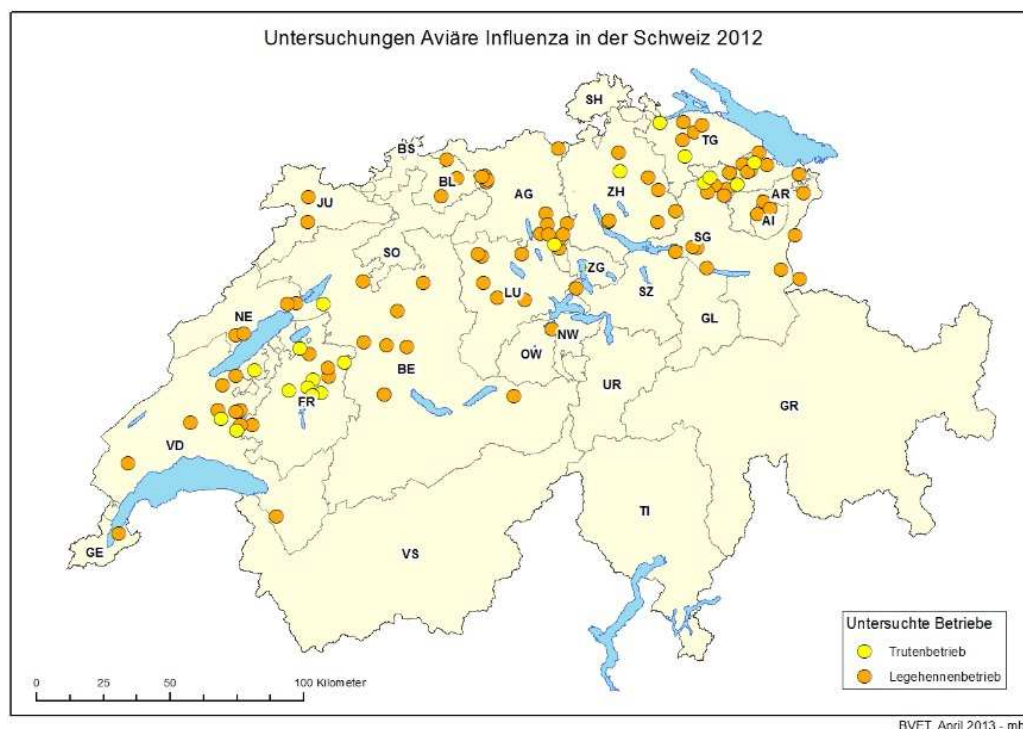 Untersuchungen Aviäre Influenza in der Schweiz 2012
SH
BS
TG
BL
JU
AG
ZH
AR
AI
SO
SG
ZG
LU
SZ
NE
GL
NW
OW
BE
UR
FR
GR
VD
TI
GE
VS
Untersuchte Betriebe
Trutenbetrieb
Legehennenbetrieb
0 25 50 100 Kilometer
BVET, April 2013 - mh